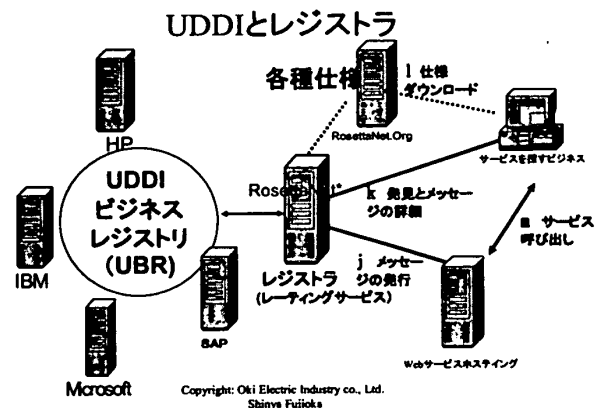 UDDIとレジストラ
各種仕様
l 仕様
ダウンロード
RosettaNet.Org
サービスを探すビジネス
HP
UDDI
ビジネス
レジストリ
(UBR)
k 発見とメッセー
ジの詳細
m サービス
呼び出し
IBM
レジストラ
(レーティングサービス)
j メッセー
ジの発行
SAP
Webサービスホスティング
Microsoft
Copyright: Oki Electric Industry co., Ltd.
Shinya Fujioka